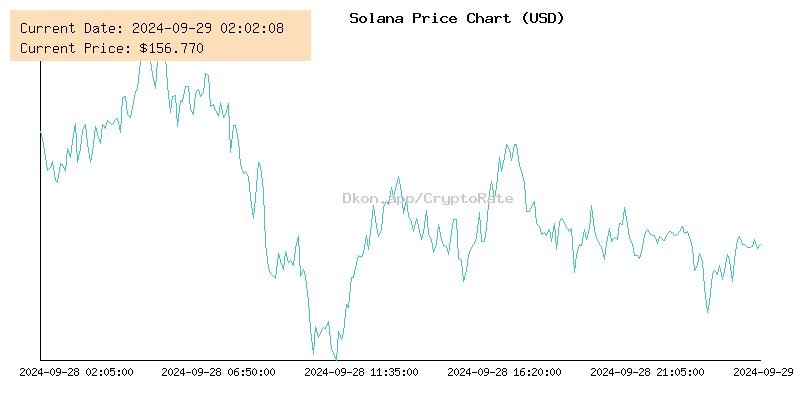 Solana Price Chart (USD)
Current Date: 2024-09-29 02:02:08
Current Price: $156.770
Dkon.app/CryptoRate
2024-09-28 02:05:00 2024-09-28 06:50:00 2024-09-28 11:35:00 2024-09-28 16:20:00 2024-09-28 21:05:00 2024-09-29